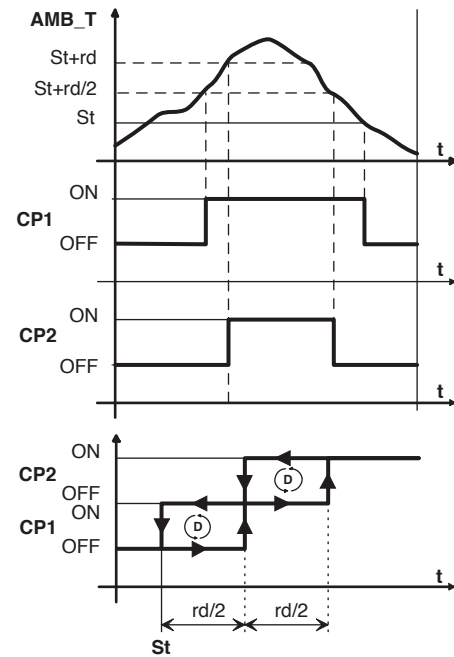 AMB_T
St+rd
St+rd/2
St
t
ON
CP1
OFF
t
ON
CP2
OFF
t
ON
CP2
OFF
D
ON
CP1
D
OFF
t
rd/2 rd/2
St